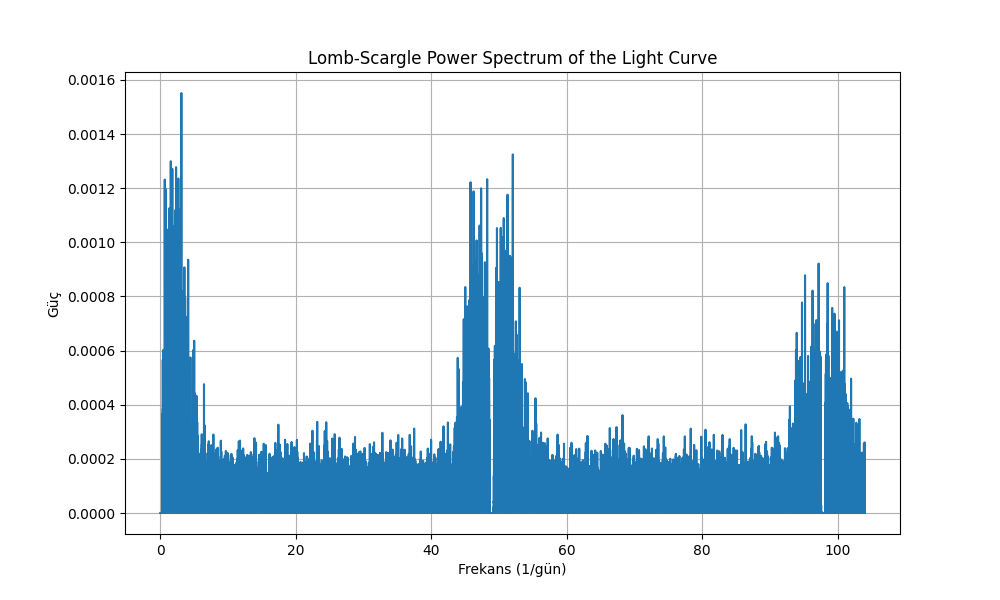 Lomb-Scargle Power Spectrum of the Light Curve
0.0016
0.0014
0.0012
0.0010
0.0008
0.0006
0.0004
0.0002
0.0000
Güç
0 20 40 60 80 100
Frekans (1/gün)